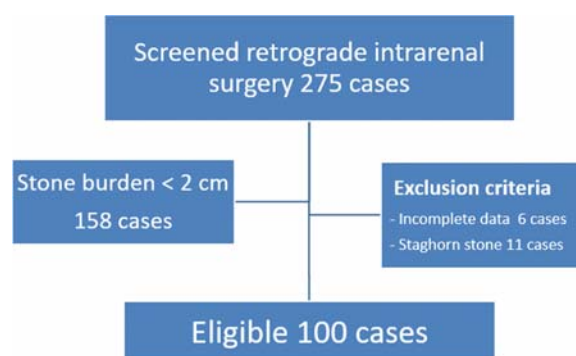 Screened retrograde intrarenal
surgery 275 cases
Stone burden < 2 cm
158 cases
Exclusion criteria
- Incomplete data 6 cases
- Staghorn stone 11 cases
Eligible 100 cases